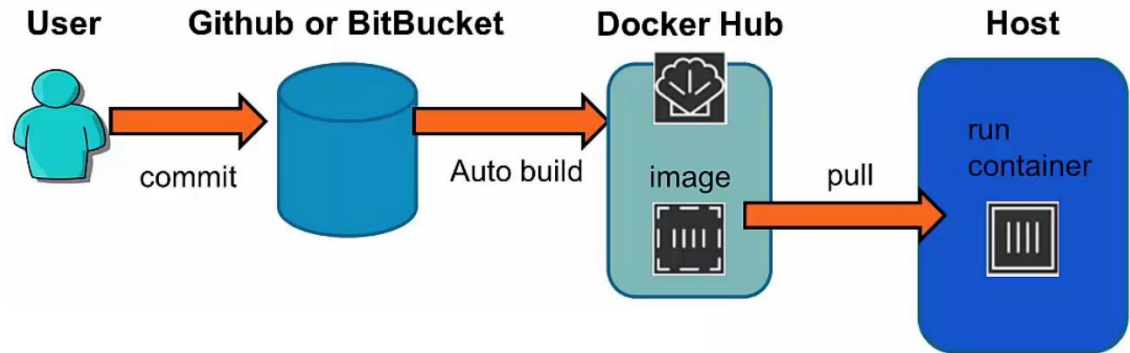 User
Github or BitBucket
Docker Hub
Host
commit
Auto build
image
pull
run
container